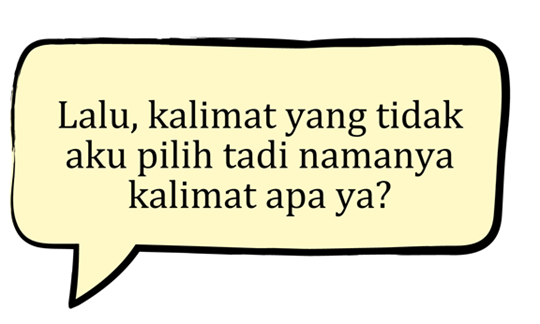 Lalu, kalimat yang tidak
aku pilih tadi namanya
kalimat apa ya?